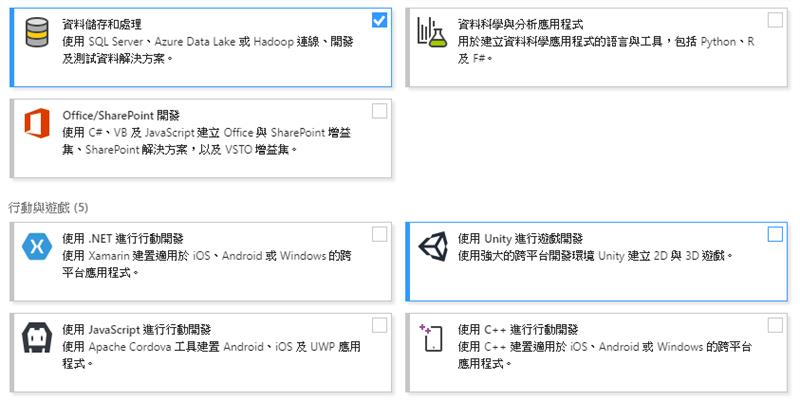 資料儲存和處理
使用 SQL Server、Azure Data Lake 或 Hadoop 連線、開發
及測試資料解決方案。
資料科學與分析應用程式
用於建立資料科學應用程式的語言與工具，包括 Python、R
及 F#。
Office/SharePoint 開發
使用 C#、VB 及 JavaScript 建立 Office 與 SharePoint 增益
集、SharePoint 解決方案，以及 VSTO 增益集。
行動與遊戲 (5)
使用 .NET 進行行動開發
使用 Xamarin 建置適用於 iOS、Android 或 Windows 的跨
平台應用程式。
使用 Unity 進行遊戲開發
使用強大的跨平台開發環境 Unity 建立 2D 與 3D 遊戲。
使用 JavaScript 進行行動開發
使用 Apache Cordova 工具建置 Android、iOS 及 UWP 應用
程式。
使用 C++ 進行行動開發
使用 C++ 建置適用於 iOS、Android 或 Windows 的跨平台
應用程式。